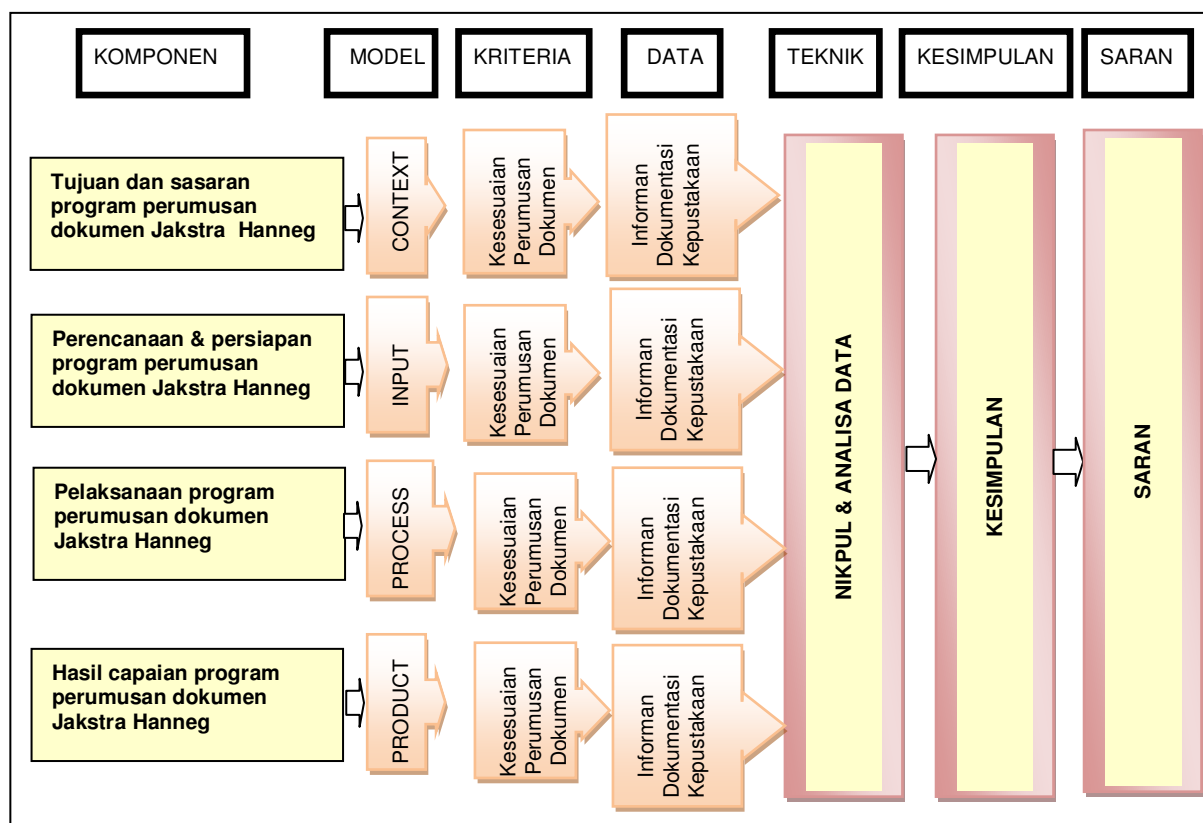 KOMPONEN
MODEL
KRITERIA
DATA
TEKNIK
KESIMPULAN
SARAN
Tujuan dan sasaran
program perumusan
dokumen Jakstra Hanneg
CONTEXT
Kesesuaian
Perumusan
Dokumen
Informan
Dokumentasi
Kepustakaan
Perencanaan & persiapan
program perumusan
dokumen Jakstra Hanneg
INPUT
Kesesuaian
Perumusan
Dokumen
Informan
Dokumentasi
Kepustakaan
Pelaksanaan program
perumusan dokumen
Jakstra Hanneg
PROCESS
Kesesuaian
Perumusan
Dokumen
Informan
Dokumentasi
Kepustakaan
Hasil capaian program
perumusan dokumen
Jakstra Hanneg
PRODUCT
Kesesuaian
Perumusan
Dokumen
Informan
Dokumentasi
Kepustakaan
NIKPUL & ANALISA DATA
KESIMPULAN
SARAN